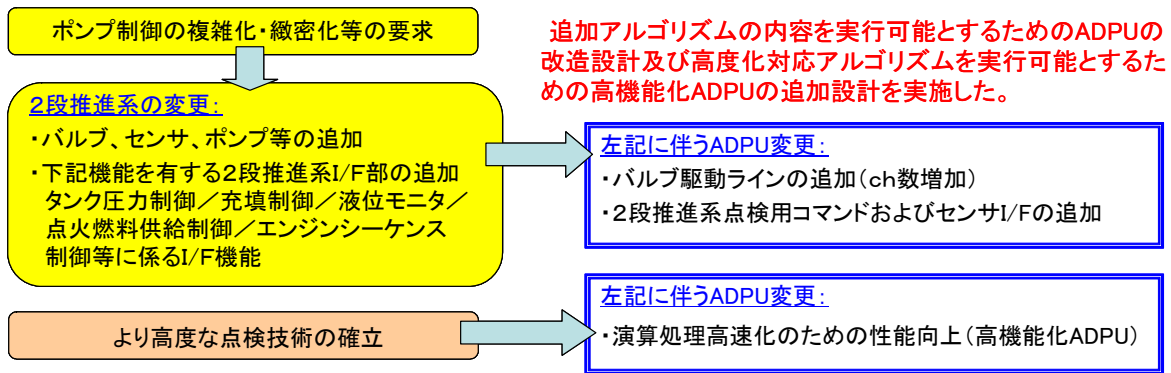 ポンプ制御の複雑化・緻密化等の要求
追加アルゴリズムの内容を実行可能とするためのADPUの
改造設計及び高度化対応アルゴリズムを実行可能とするた
めの高機能化ADPUの追加設計を実施した。
2段推進系の変更:
・バルブ、センサ、ポンプ等の追加
・下記機能を有する2段推進系I/F部の追加
タンク圧力制御／充填制御／液位モニタ／
点火燃料供給制御／エンジンシーケンス
制御等に係るI/F機能
左記に伴うADPU変更:
・バルブ駆動ラインの追加(ch数増加)
・2段推進系点検用コマンドおよびセンサI/Fの追加
より高度な点検技術の確立
左記に伴うADPU変更:
・演算処理高速化のための性能向上(高機能化ADPU)